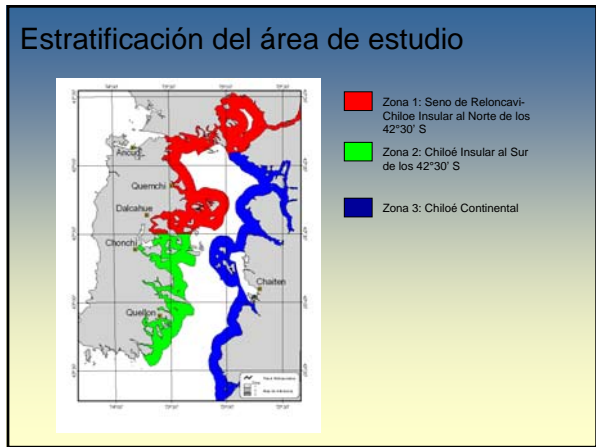 Estratificación del área de estudio
Zona 1: Seno de Reloncavi-
Chiloe Insular al Norte de los
42°30' S
Zona 2: Chiloé Insular al Sur
de los 42°30' S
Zona 3: Chiloé Continental
Ancud
Quemchi
Dalcahue
Chonchi
Chaiten
Quellon